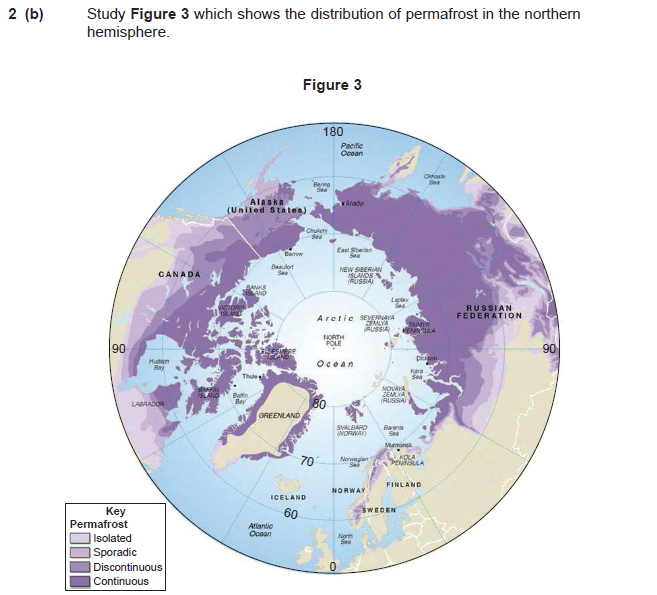 2 (b) Study Figure 3 which shows the distribution of permafrost in the northern
hemisphere.
Figure 3
180
Pacific
Ocean
Okhotsk
Sea
Bering
Sea
Alaska
(United States)
Anadyr
Chukchi
Sea
Barrow
East Siberian
Sea
Beaufort
Sea
NEW SIBERIAN
ISLANDS
(RUSSIA)
CANADA
BANKS
ISLAND
Laptev
Sea
VICTORIA
ISLAND
RUSSIAN
FEDERATION
Arctic
SEVERNAYA
ZEMLYA
(RUSSIA)
TAIMYR
PENINSULA
NORTH
POLE
90
90
ELLESMERE
ISLAND
Hudson
Bay
Ocean
Dickson
Kara
Sea
Thule
BAFFIN
ISLAND
Baffin
Bay
NOVAYA
ZEMLYA
(RUSSIA)
LABRADOR
80
GREENLAND
SVALBARD
(NORWAY)
Barents
Sea
Murmansk
70
Norwegian
Sea
KOLA
PENINSULA
FINLAND
NORWAY
ICELAND
60
SWEDEN
Atlantic
Ocean
North
Sea
0
Key
Permafrost
Isolated
Sporadic
Discontinuous
Continuous